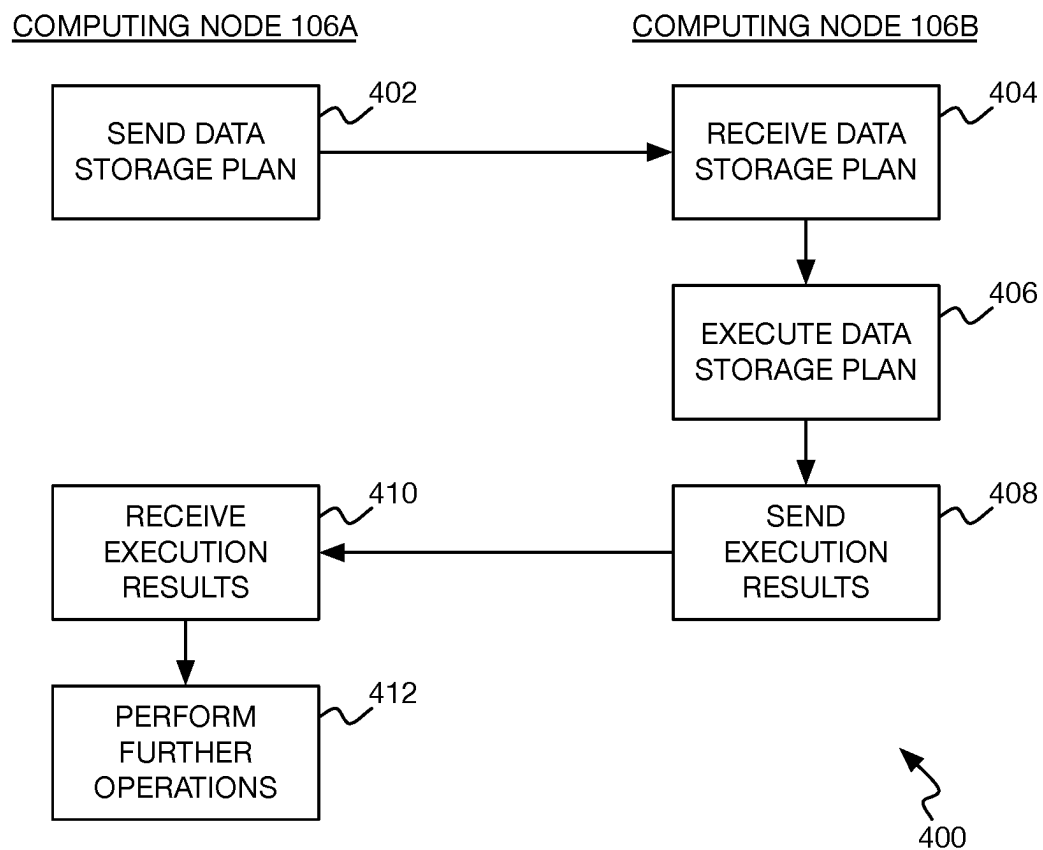 COMPUTING NODE 106A
COMPUTING NODE 106B
402
SEND DATA
STORAGE PLAN
404
RECEIVE DATA
STORAGE PLAN
406
EXECUTE DATA
STORAGE PLAN
408
SEND
EXECUTION
RESULTS
410
RECEIVE
EXECUTION
RESULTS
412
PERFORM
FURTHER
OPERATIONS
400